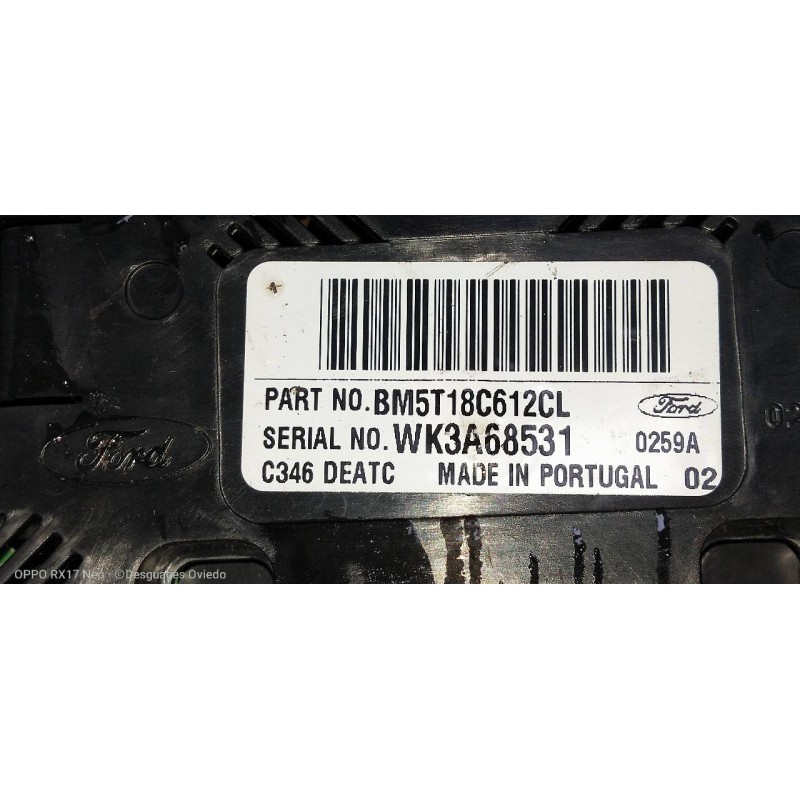 PART NO. BM5T18C612CL
Ford
SERIAL NO. WK3A68531
0259A
C346 DEATC MADE IN PORTUGAL 02
Ford
OPPO RX17 Neo · ©Desguaces Oviedo